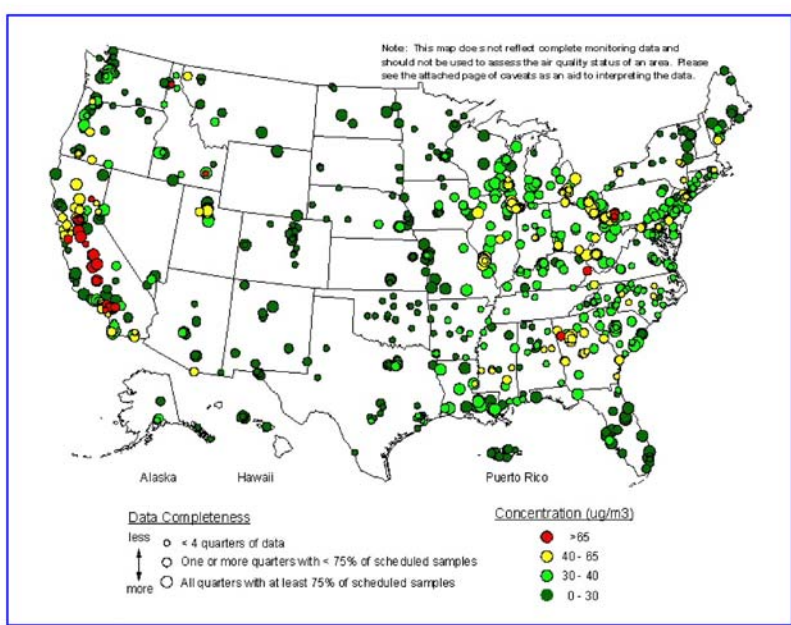 Note: This map does not reflect complete monitoring data and
should not be used to assess the air quality status of an area. Please
see the attached page of caveats as an aid to interpreting the data.
Alaska
Hawaii
Puerto Rico
Data Completeness
less
more
< 4 quarters of data
One or more quarters with < 75% of scheduled samples
All quarters with at least 75% of scheduled samples
Concentration (ug/m3)
>65
40 - 65
30 - 40
0 - 30